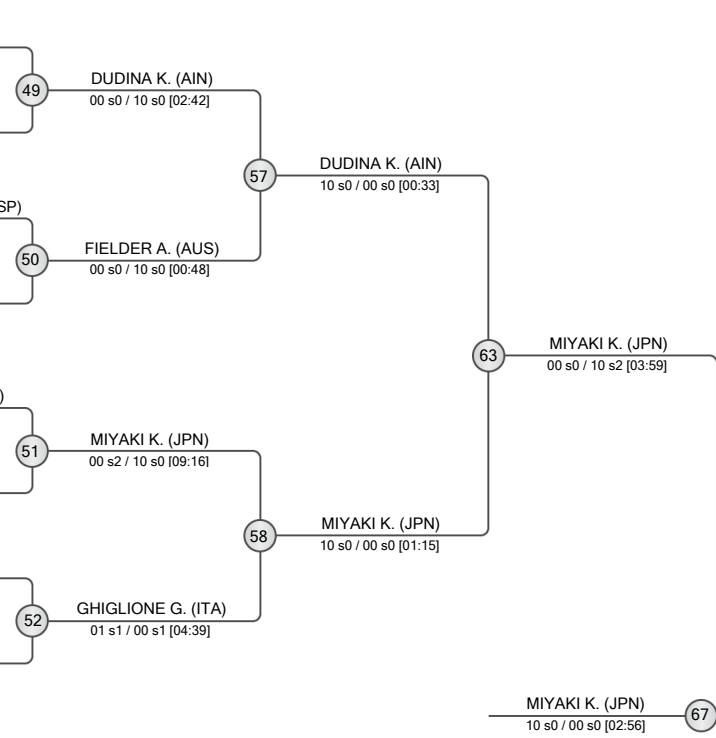 DUDINA K. (AIN)
49
00 s0 / 10 s0 [02:42]
DUDINA K. (AIN)
57
10 s0 / 00 s0 [00:33]
SP)
FIELDER A. (AUS)
50
00 s0 / 10 s0 [00:48]
MIYAKI K. (JPN)
63
00 s0 / 10 s2 [03:59]
)
MIYAKI K. (JPN)
51
00 s2 / 10 s0 [09:16]
MIYAKI K. (JPN)
58
10 s0 / 00 s0 [01:15]
GHIGLIONE G. (ITA)
52
01 s1 / 00 s1 [04:39]
MIYAKI K. (JPN)
67
10 s0 / 00 s0 [02:56]